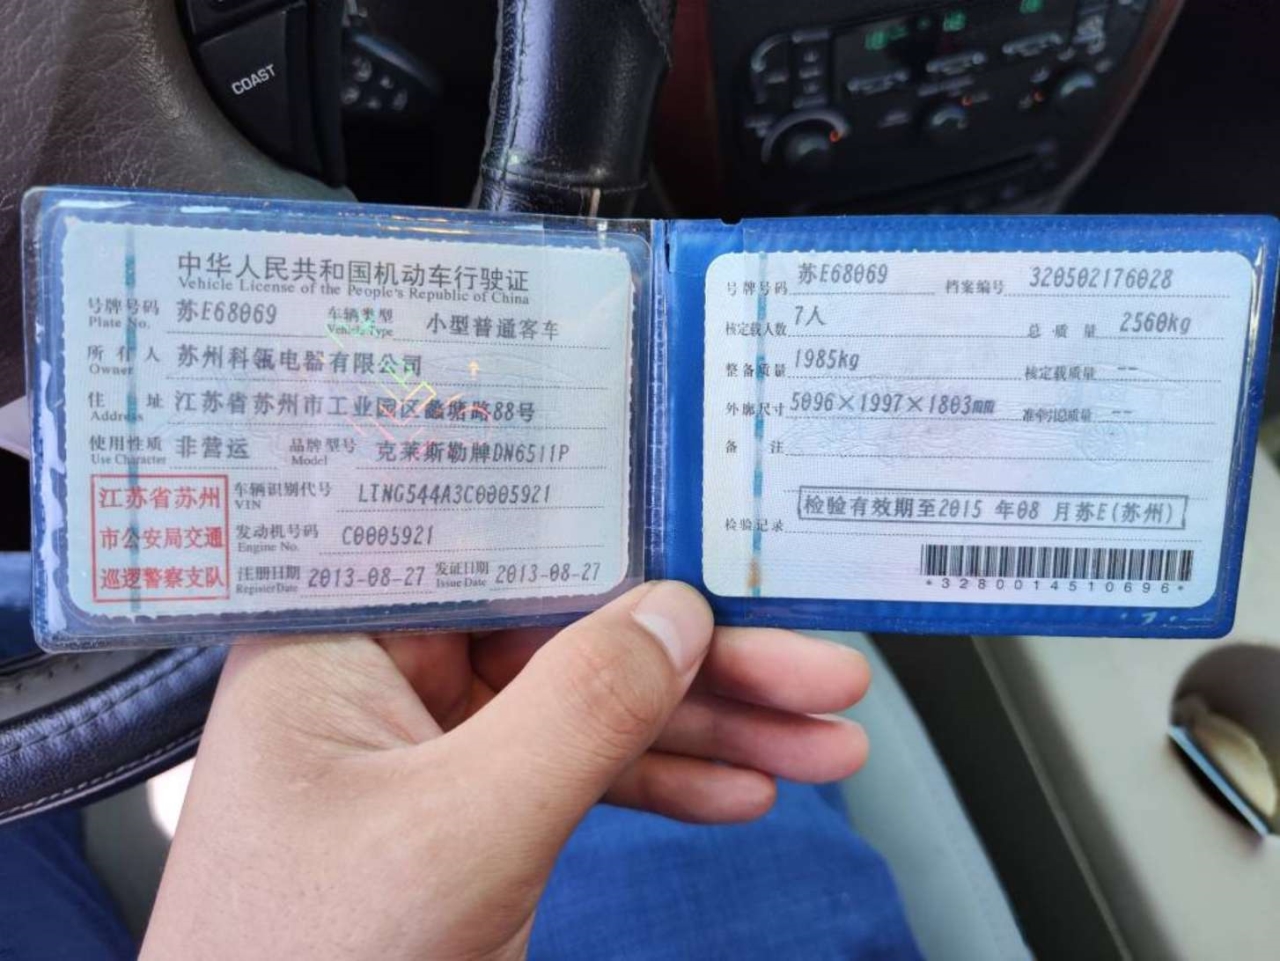 COAST
中华人民共和国机动车行驶证
Vehicle License of the People's Republic of China
号牌号码 苏E68069 车辆类型 小型普通客车
Plate No. Vehicle Type
所有人 苏州科瓴电器有限公司
Owner
住址 江苏省苏州市工业园区蠡塘路88号
Address
使用性质 非营运 品牌型号 克莱斯勒牌DN6511P
Use Character Model
江苏省苏州
市公安局交通
巡逻警察支队
车辆识别代号 LTNG544A3C0005921
VIN
发动机号码 C0005921
Engine No.
注册日期 2013-08-27 发证日期 2013-08-27
Register Date Issue Date
号牌号码 苏E68069 档案编号 320502176028
核定载人数 7人 总质量 2560kg
整备质量 1985kg 核定载质量 --
外廓尺寸 5096×1997×1803mm 准牵引总质量 --
备注
检验记录 检验有效期至2015 年08 月苏E(苏州)
*3280014510696*